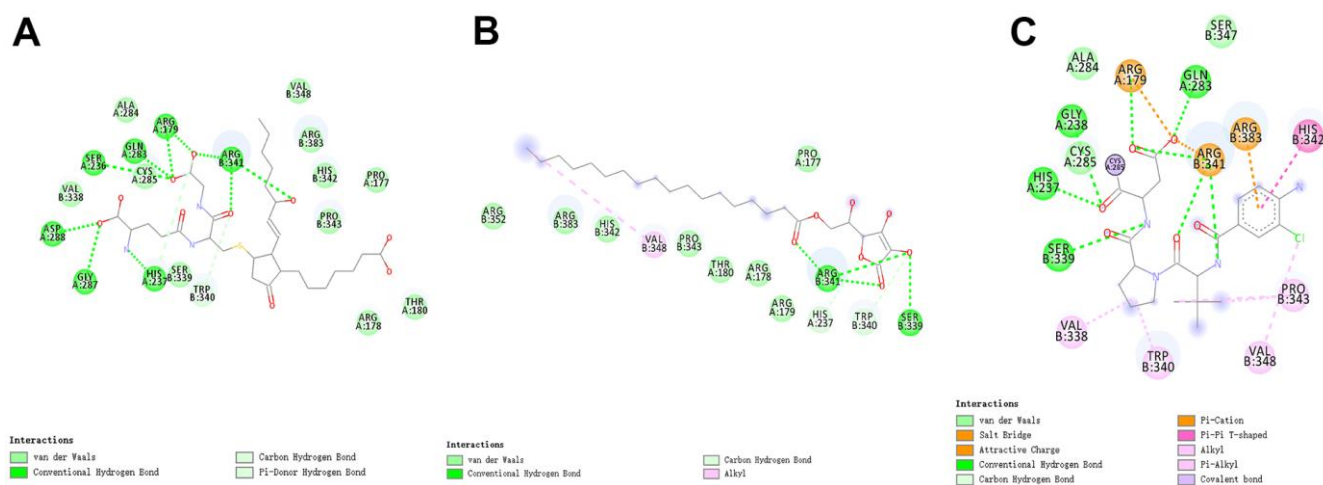 A
VAL
B:348
ALA
A:284
ARG
A:179
ARG
B:383
GLN
A:283
ARG
B:341
SER
A:236
CYS
A:285
HIS
B:342
PRO
A:177
VAL
B:338
PRO
B:343
ASP
A:288
HIS
A:237
SER
B:339
GLY
A:287
TRP
B:340
THR
A:180
ARG
A:178
Interactions
van der Waals
Conventional Hydrogen Bond
Carbon Hydrogen Bond
Pi-Donor Hydrogen Bond
B
PRO
A:177
ARG
B:352
ARG
B:383
HIS
B:342
VAL
B:348
PRO
B:343
THR
A:180
ARG
A:178
ARG
B:341
ARG
A:179
HIS
A:237
TRP
B:340
SER
B:339
Interactions
van der Waals
Conventional Hydrogen Bond
Carbon Hydrogen Bond
Alkyl
C
SER
B:347
ALA
A:284
ARG
A:179
GLN
A:283
GLY
A:238
ARG
B:383
HIS
B:342
CYS
A:285
CYS
A:285
ARG
B:341
HIS
A:237
SER
B:339
PRO
B:343
VAL
B:338
TRP
B:340
VAL
B:348
Cl
N
N
N
Interactions
van der Waals
Salt Bridge
Attractive Charge
Conventional Hydrogen Bond
Carbon Hydrogen Bond
Pi-Cation
Pi-Pi T-shaped
Alkyl
Pi-Alkyl
Covalent bond